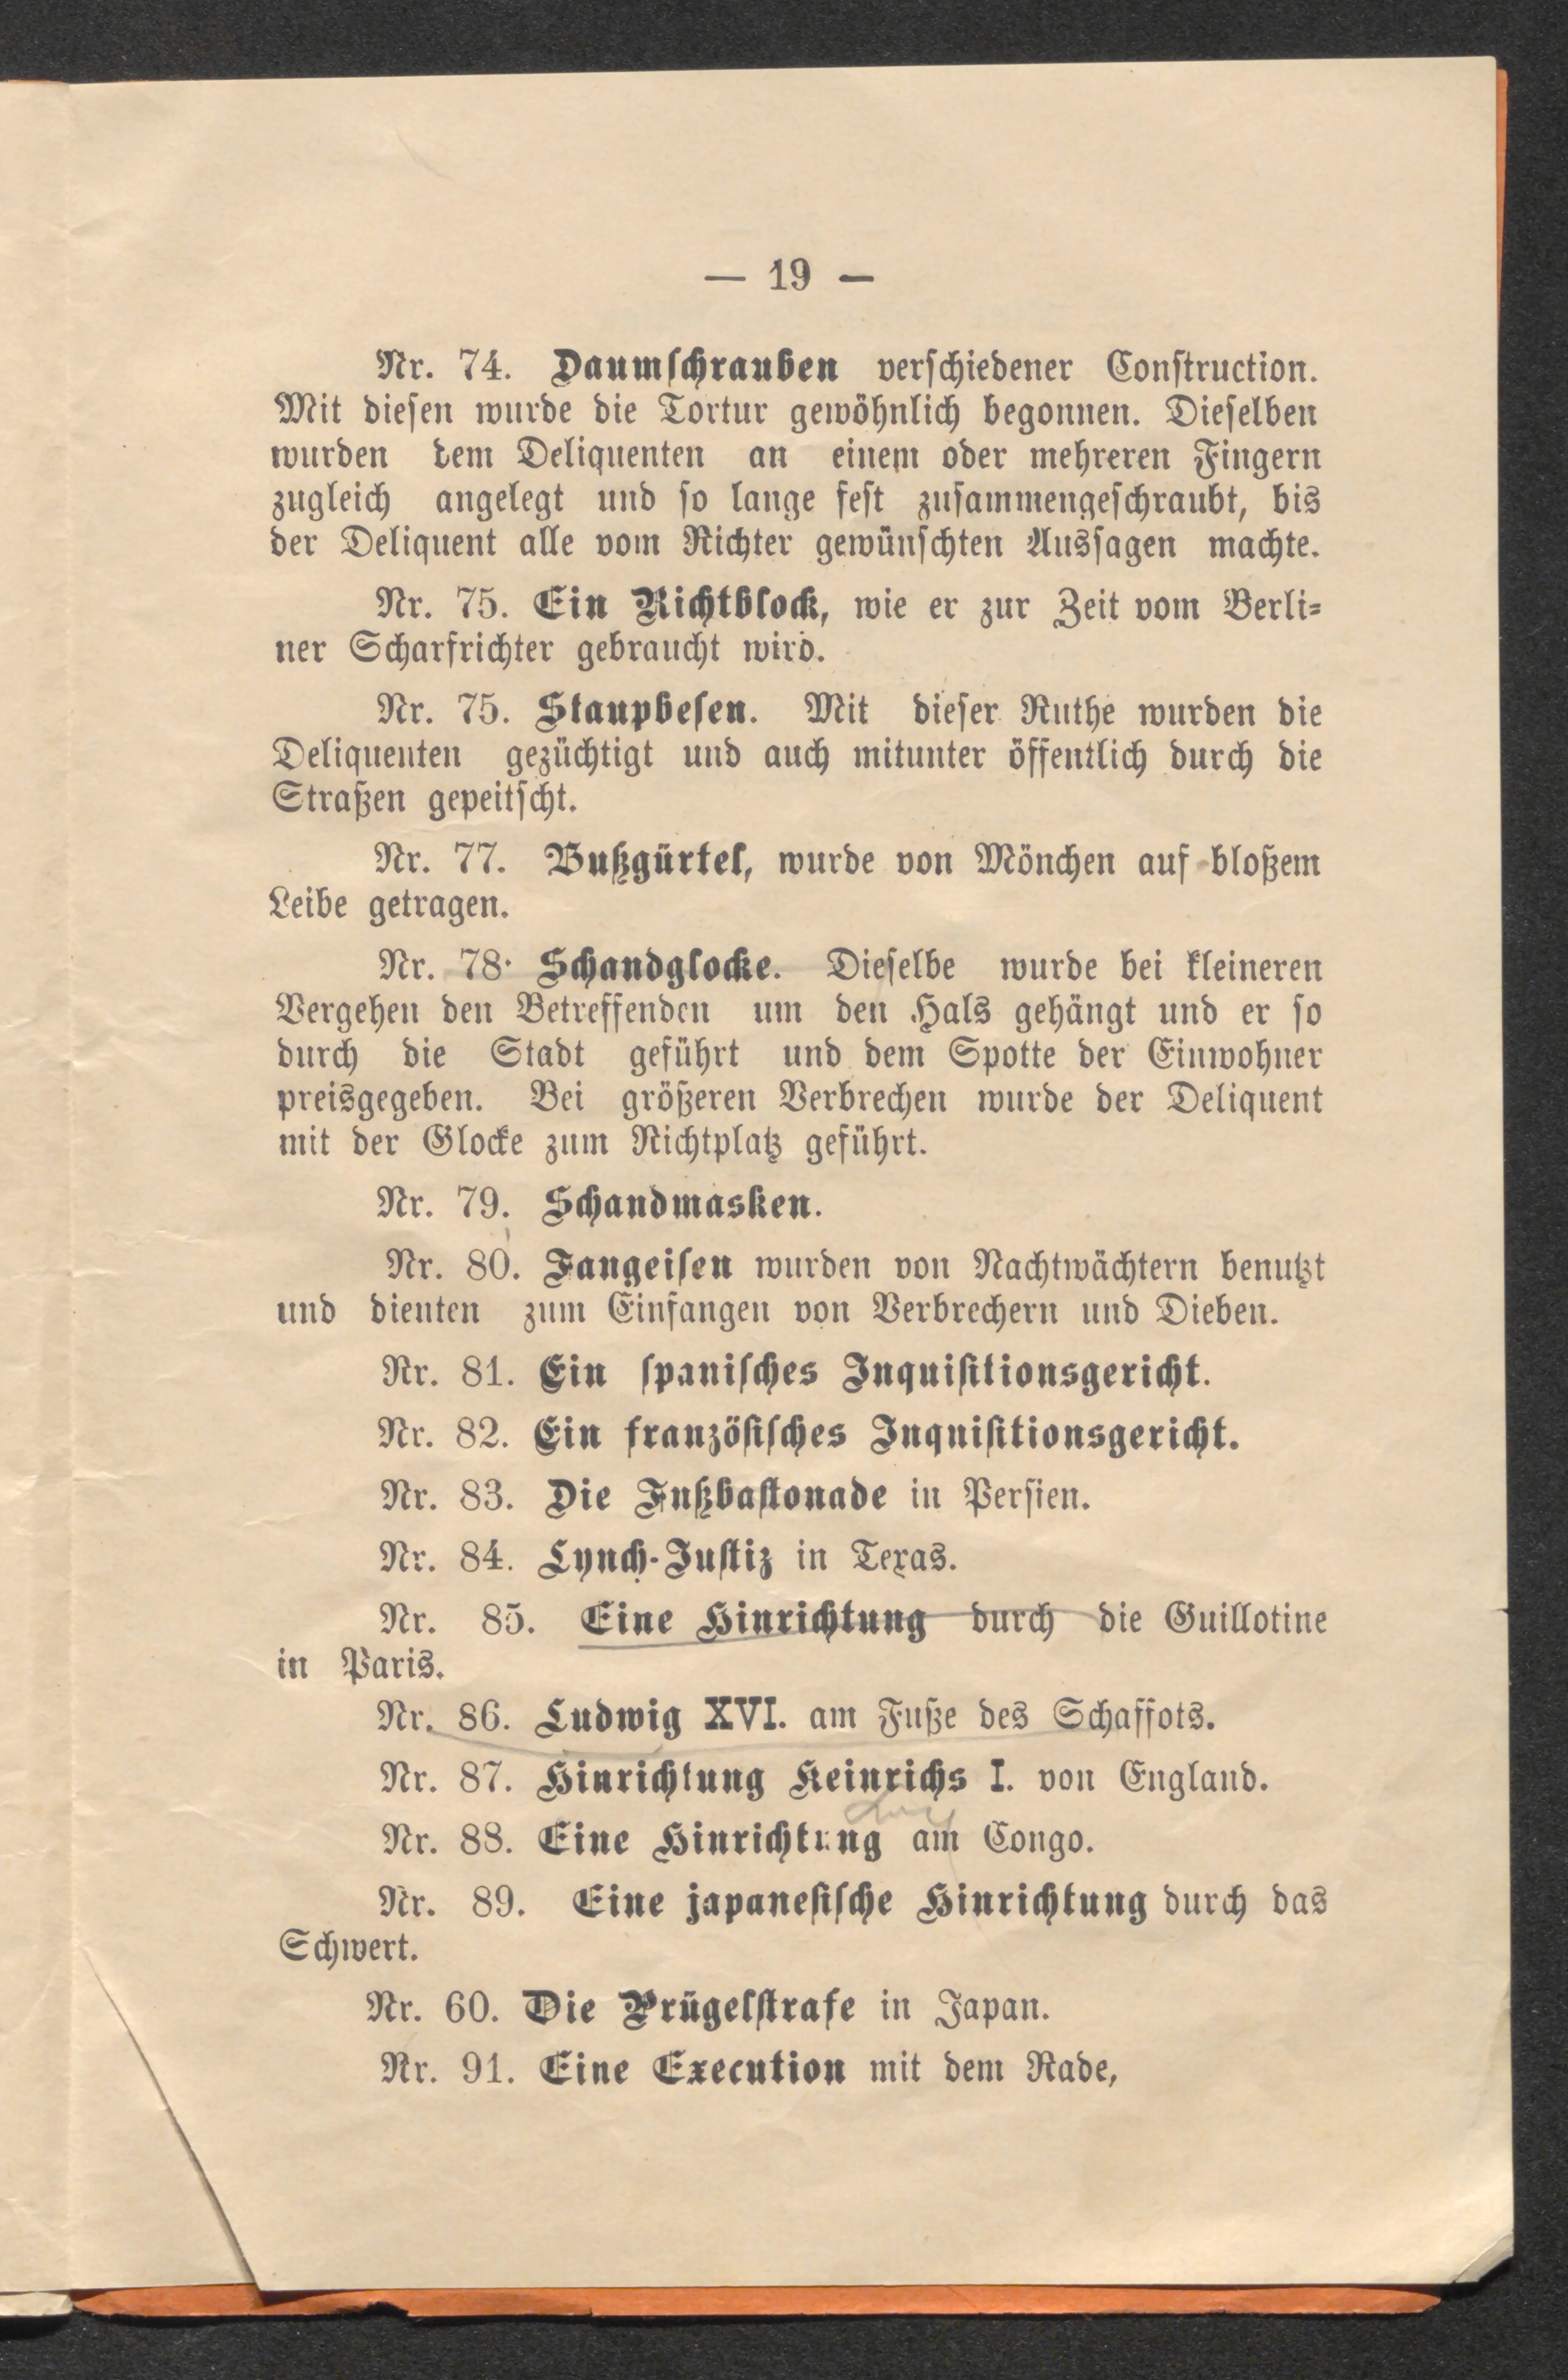 — 19 —
Nr. 74. Daumschrauben verschiedener Construction.
Mit diesen wurde die Tortur gewöhnlich begonnen. Dieselben
wurden dem Deliquenten an einem oder mehreren Fingern
zugleich angelegt und so lange fest zusammengeschraubt, bis
der Deliquent alle vom Richter gewünschten Aussagen machte.
Nr. 75. Ein Richtblock, wie er zur Zeit vom Berli=
ner Scharfrichter gebraucht wird.
Nr. 75. Staupbesen. Mit dieser Ruthe wurden die
Deliquenten gezüchtigt und auch mitunter öffentlich durch die
Straßen gepeitscht.
Nr. 77. Bußgürtel, wurde von Mönchen auf bloßem
Leibe getragen.
Nr. 78. Schandglocke. Dieselbe wurde bei kleineren
Vergehen den Betreffenden um den Hals gehängt und er so
durch die Stadt geführt und dem Spotte der Einwohner
preisgegeben. Bei größeren Verbrechen wurde der Deliquent
mit der Glocke zum Richtplatz geführt.
Nr. 79. Schandmasken.
Nr. 80. Fangeisen wurden von Nachtwächtern benutzt
und dienten zum Einfangen von Verbrechern und Dieben.
Nr. 81. Ein spanisches Inquisitionsgericht.
Nr. 82. Ein französisches Inquisitionsgericht.
Nr. 83. Die Fußbastonade in Persien.
Nr. 84. Lynch-Justiz in Texas.
Nr. 85. Eine Hinrichtung durch die Guillotine
in Paris.
Nr. 86. Ludwig XVI. am Fuße des Schaffots.
Nr. 87. Hinrichtung Keinrichs I. von England.
Nr. 88. Eine Hinrichtung am Congo.
Nr. 89. Eine japanesische Hinrichtung durch das
Schwert.
Nr. 60. Die Prügelstrafe in Japan.
Nr. 91. Eine Execution mit dem Rade,